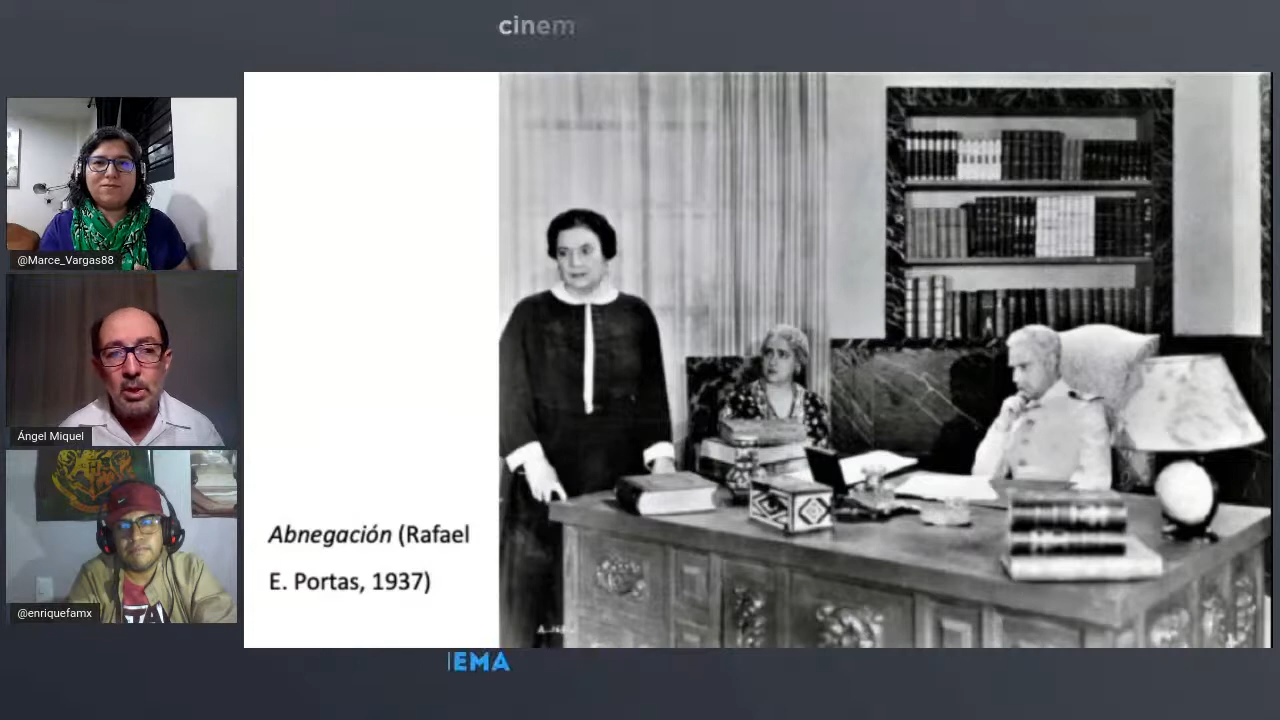 cinem
@Marce_Vargas88
Ángel Miquel
@enriquefamx
Abnegación (Rafael
E. Portas, 1937)
EMA